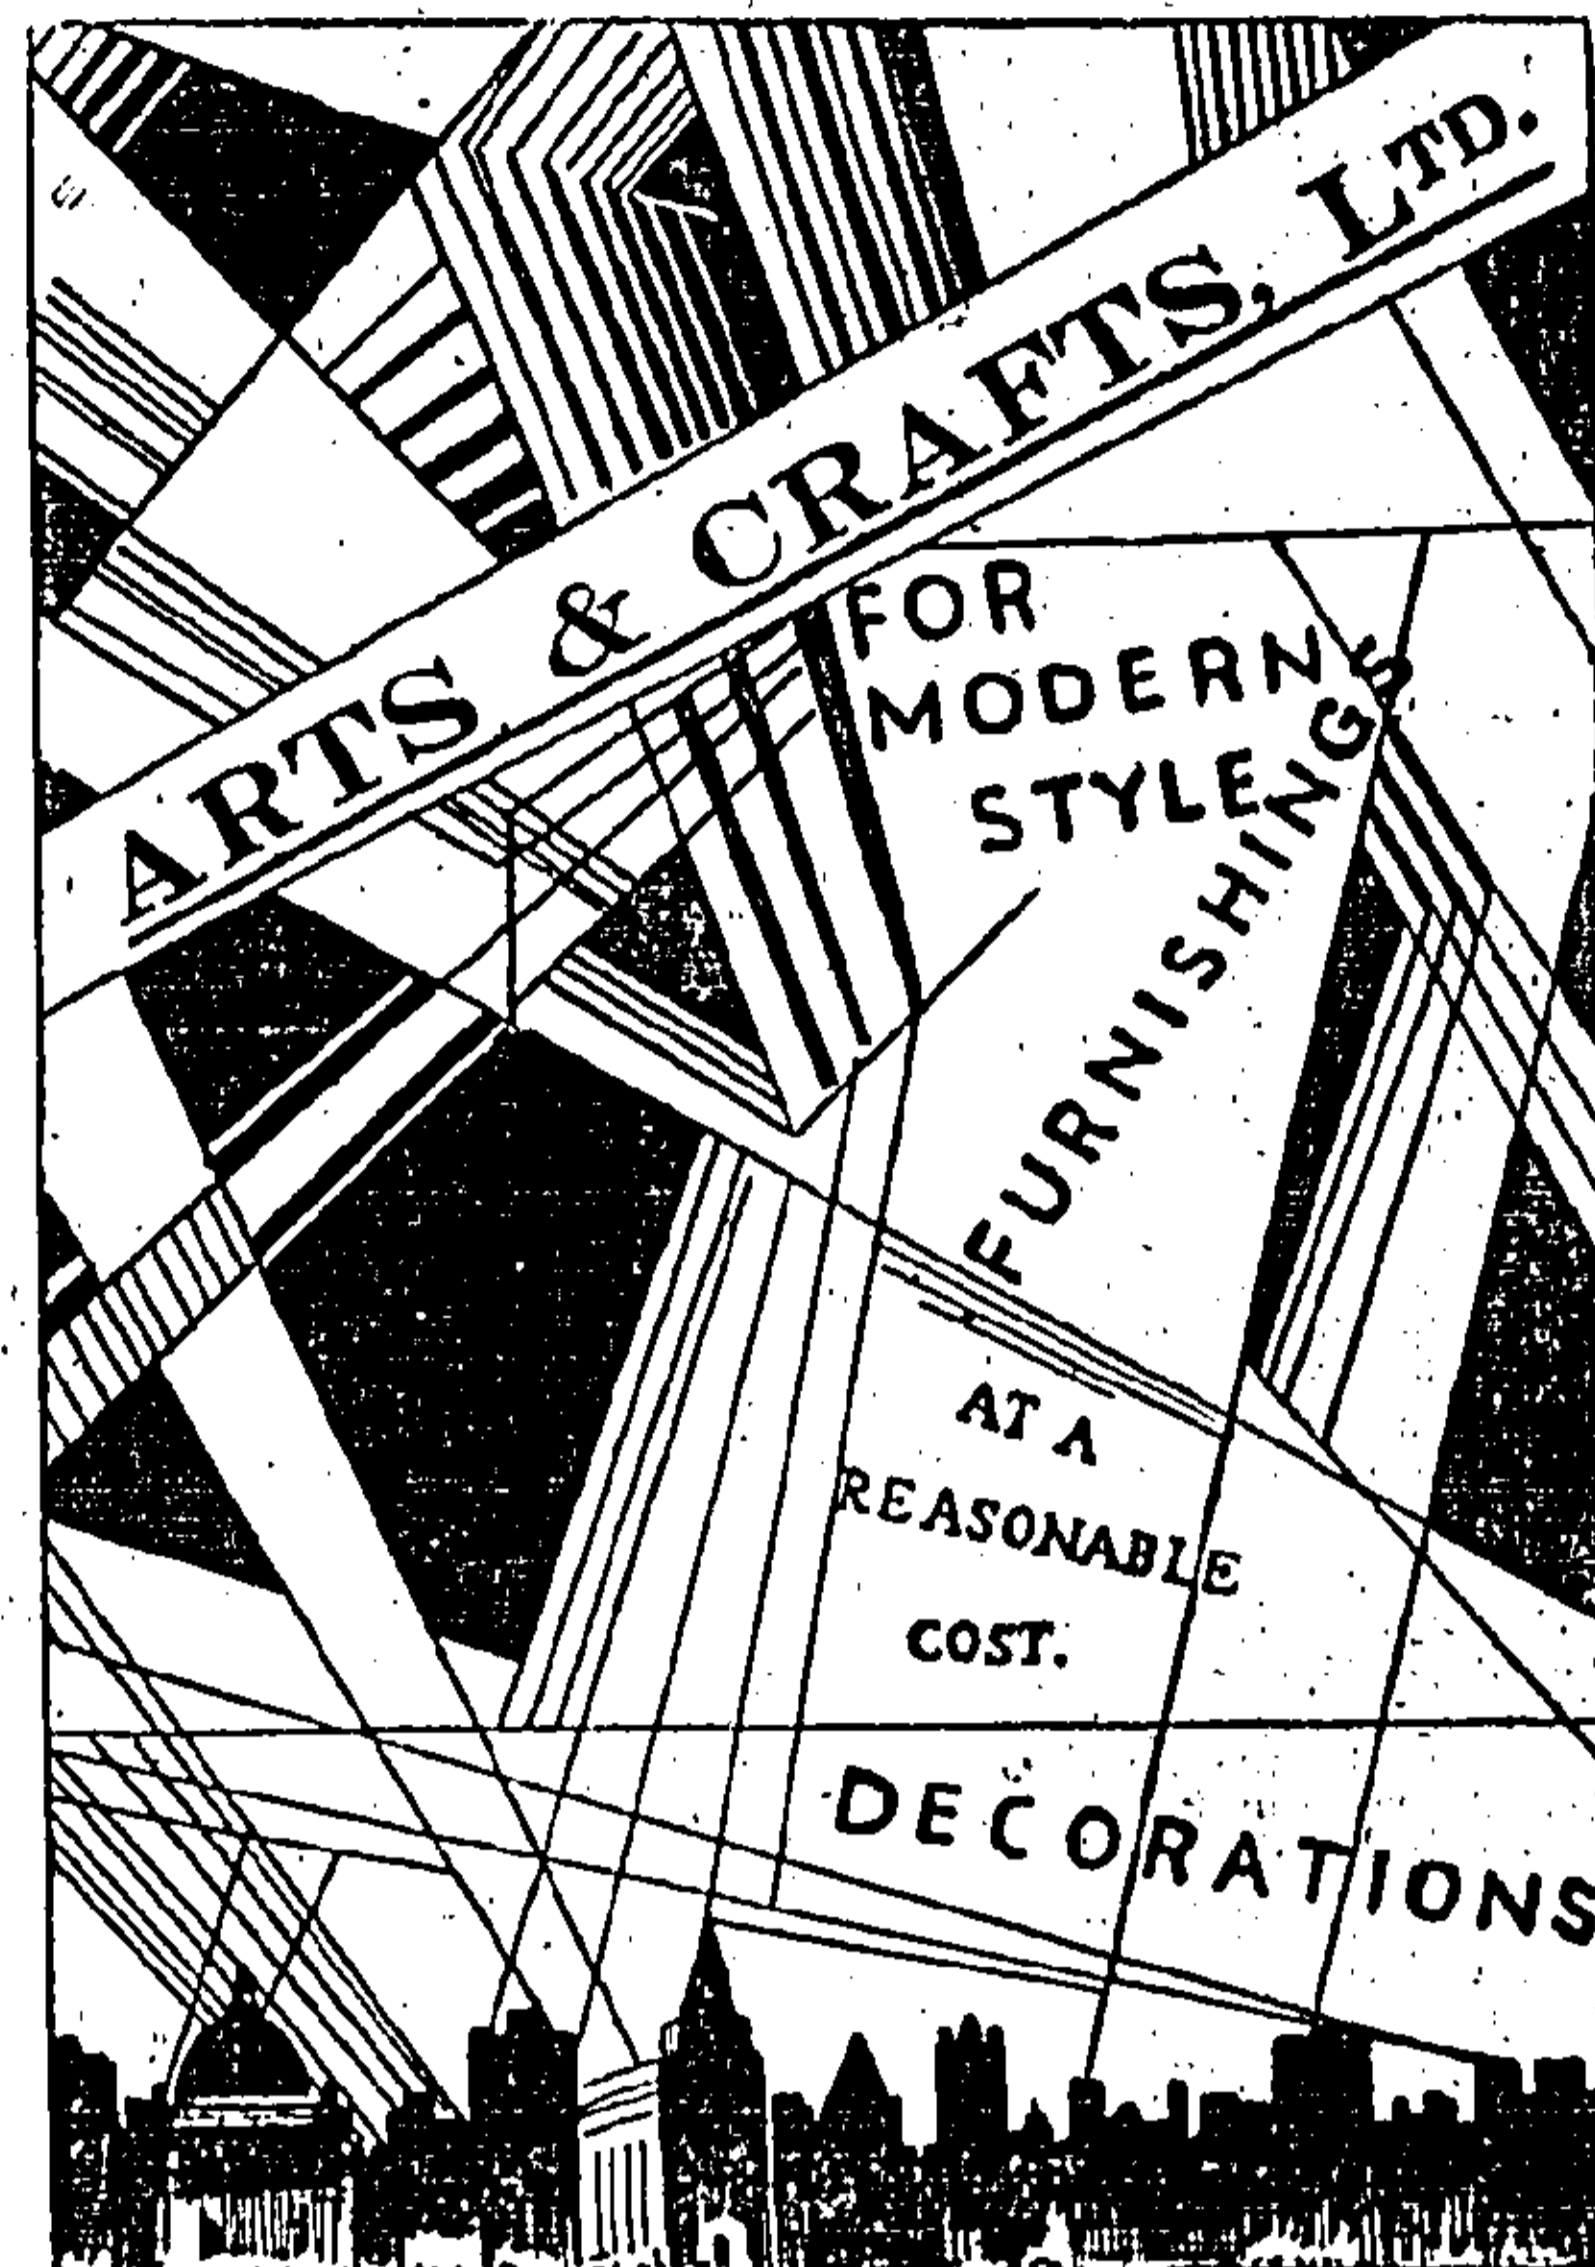 ARTS & CRAFTS, LTD.
FOR
MODERN
STYLE
FURNISHINGS
AT A
REASONABLE
COST.
DECORATIONS